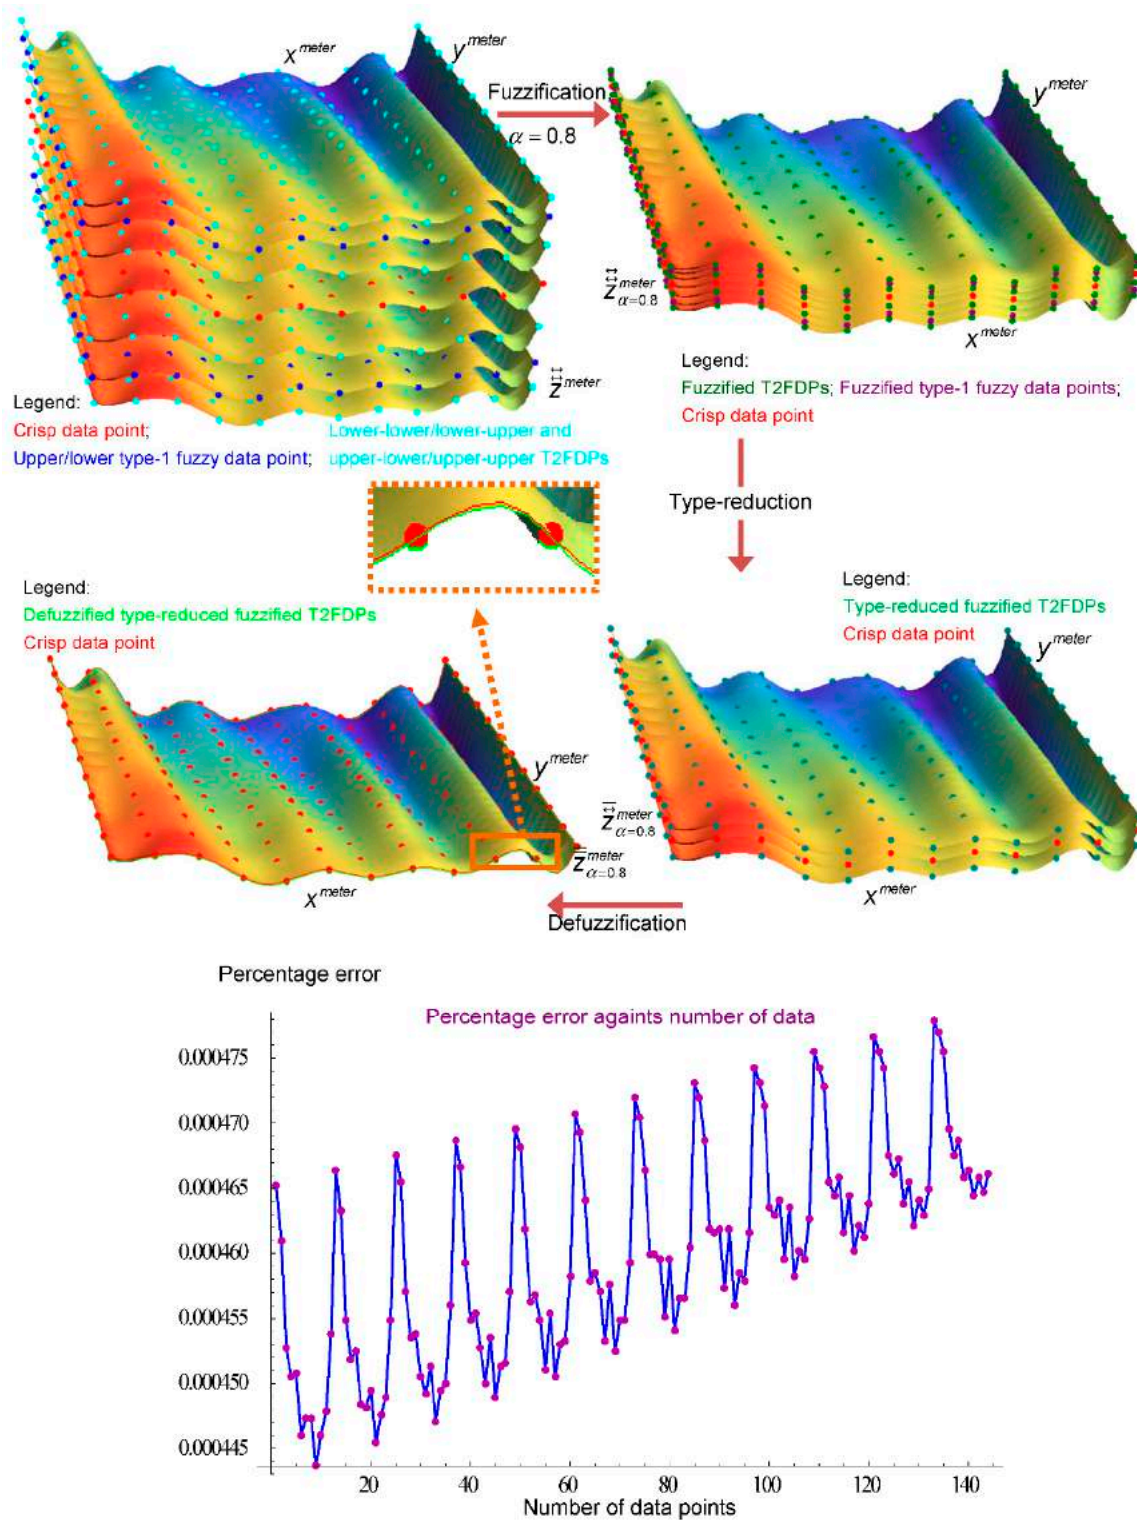 x meter
y meter
Fuzzification
α = 0.8
y meter
z meter α=0.8
x meter
z meter
Legend:
Crisp data point;
Upper/lower type-1 fuzzy data point;
Lower-lower/lower-upper and
upper-lower/upper-upper T2FDPs
Legend:
Fuzzified T2FDPs; Fuzzified type-1 fuzzy data points;
Crisp data point
Type-reduction
Legend:
Defuzzified type-reduced fuzzified T2FDPs
Crisp data point
Legend:
Type-reduced fuzzified T2FDPs
Crisp data point
y meter
y meter
z meter α=0.8
z meter α=0.8
x meter
x meter
Defuzzification
Percentage error
Percentage error againts number of data
0.000475
0.000470
0.000465
0.000460
0.000455
0.000450
0.000445
20 40 60 80 100 120 140
Number of data points